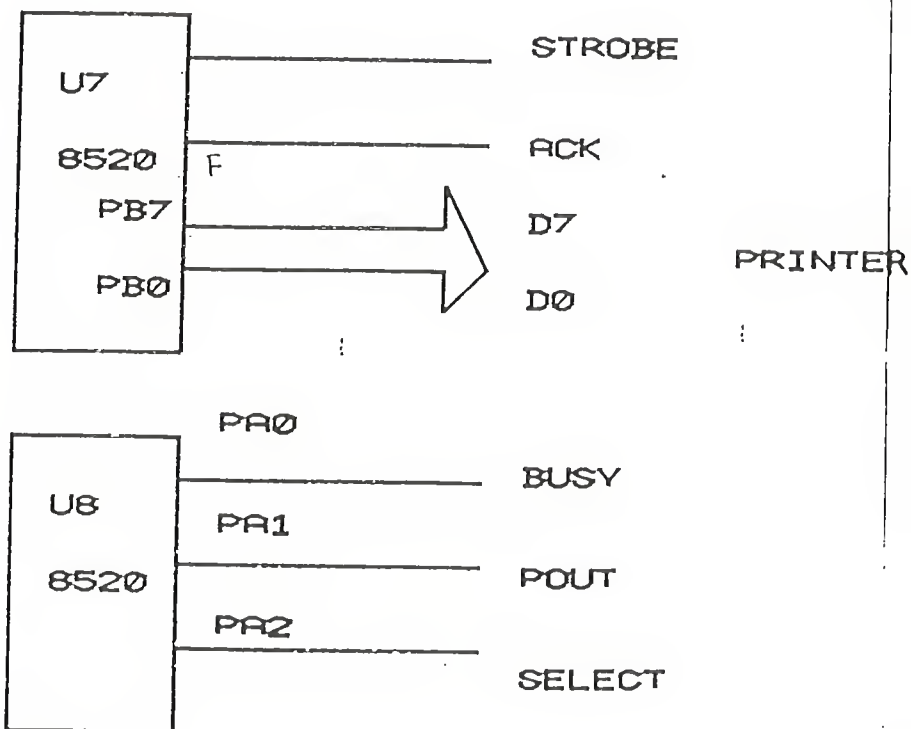 STROBE
U7
8520
F
ACK
PB7
D7
PRINTER
PB0
D0
PA0
BUSY
U8
PA1
8520
POUT
PA2
SELECT